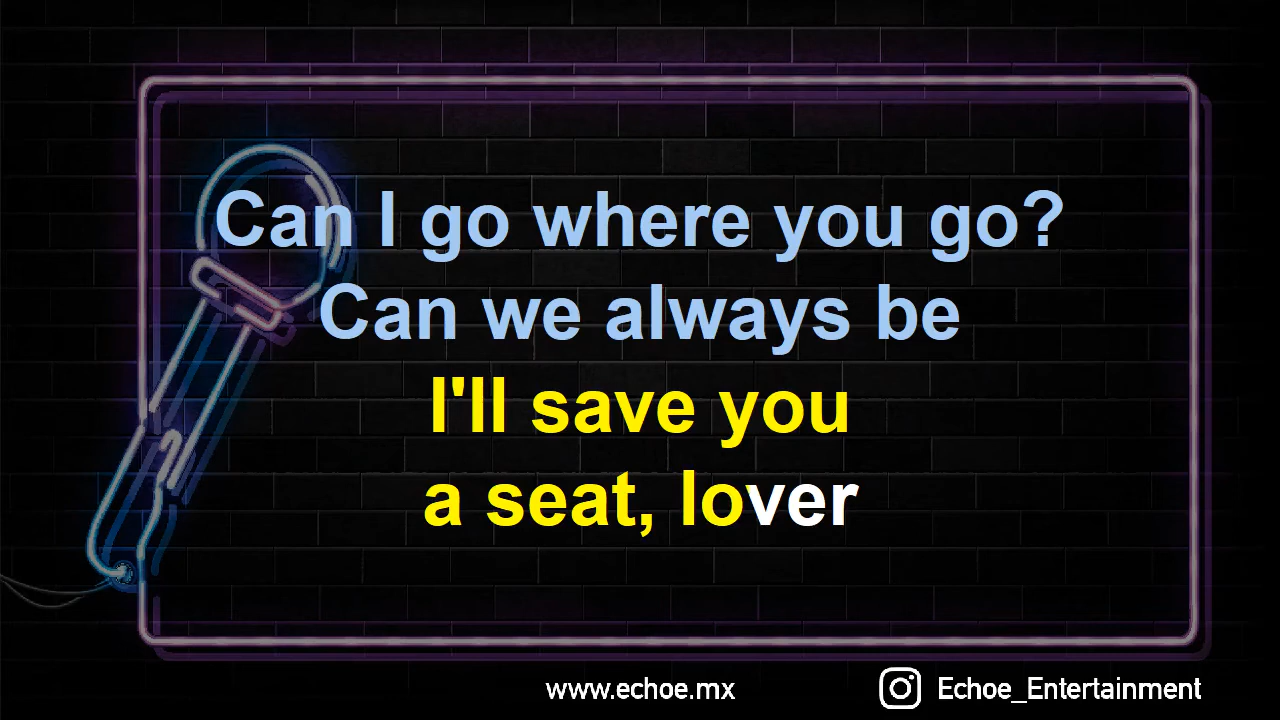 Can I go where you go?
Can we always be
I'll save you
a seat, lover
www.echoe.mx
Echoe_Entertainment